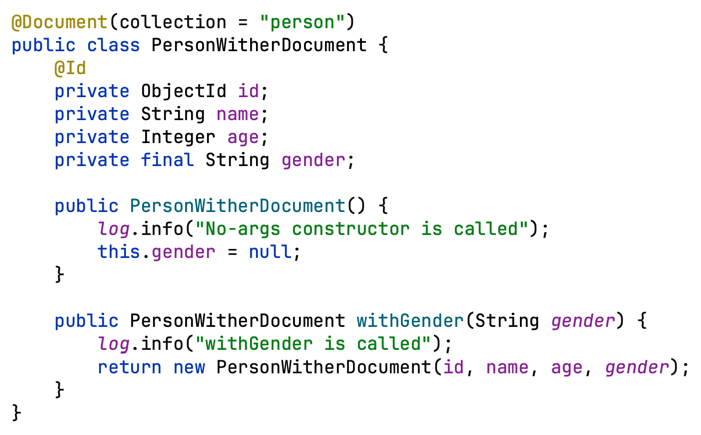 @Document(collection = "person")
public class PersonWitherDocument {
    @Id
    private ObjectId id;
    private String name;
    private Integer age;
    private final String gender;

    public PersonWitherDocument() {
        log.info("No-args constructor is called");
        this.gender = null;
    }

    public PersonWitherDocument withGender(String gender) {
        log.info("withGender is called");
        return new PersonWitherDocument(id, name, age, gender);
    }
}